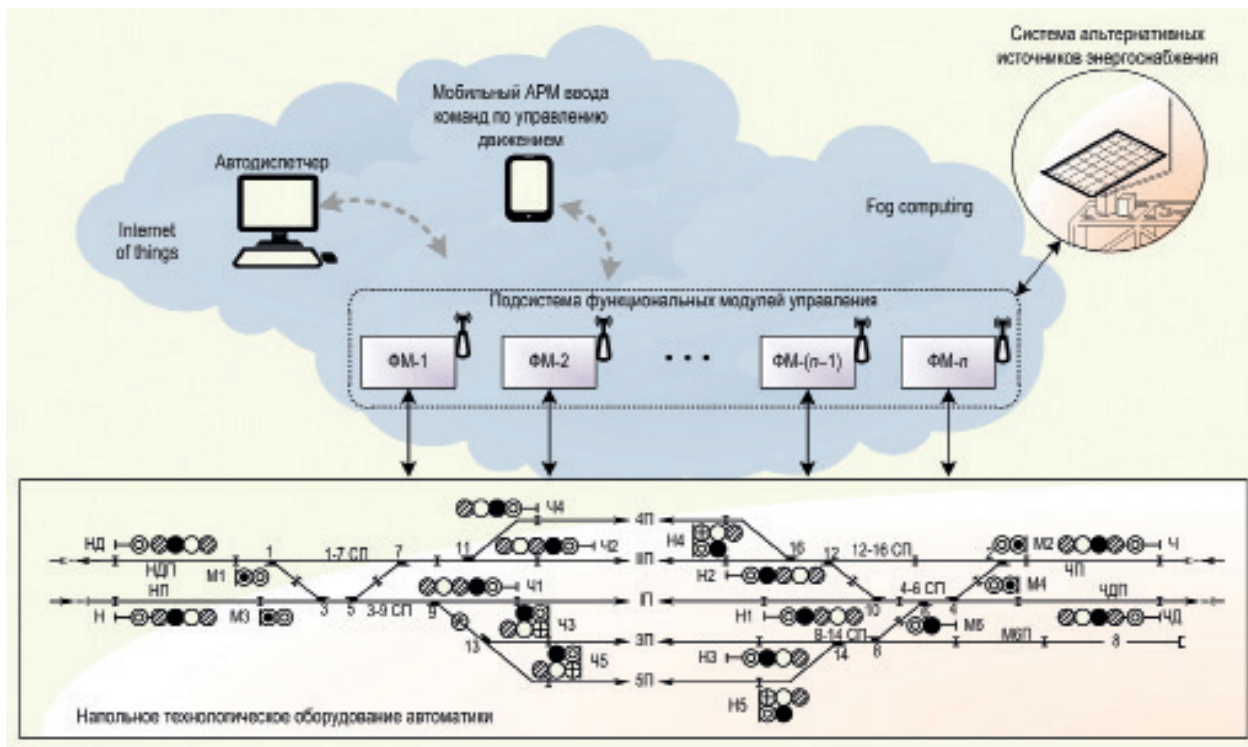 Система альтернативных
источников энергоснабжения
Мобильный АРМ ввода
команд по управлению
движением
Автодиспетчер
Internet
of things
Fog computing
Подсистема функциональных модулей управления
ФМ-1
ФМ-2
• • •
ФМ-(n–1)
ФМ-n
Ч4
4П
Н4
НД
1
1-7 СП
7
11
Ч2
16
12
12-16 СП
2
М2
Ч
НДП
М1
IIП
Н2
М4
ЧП
НП
Ч1
4-6 СП
Н
М3
3
5
3-9 СП
9
IП
Н1
10
4
ЧДП
Ч3
М6
ЧД
13
3П
Н3
8-14 СП
14
8
М6П
8
Ч5
5П
Н5
Напольное технологическое оборудование автоматики